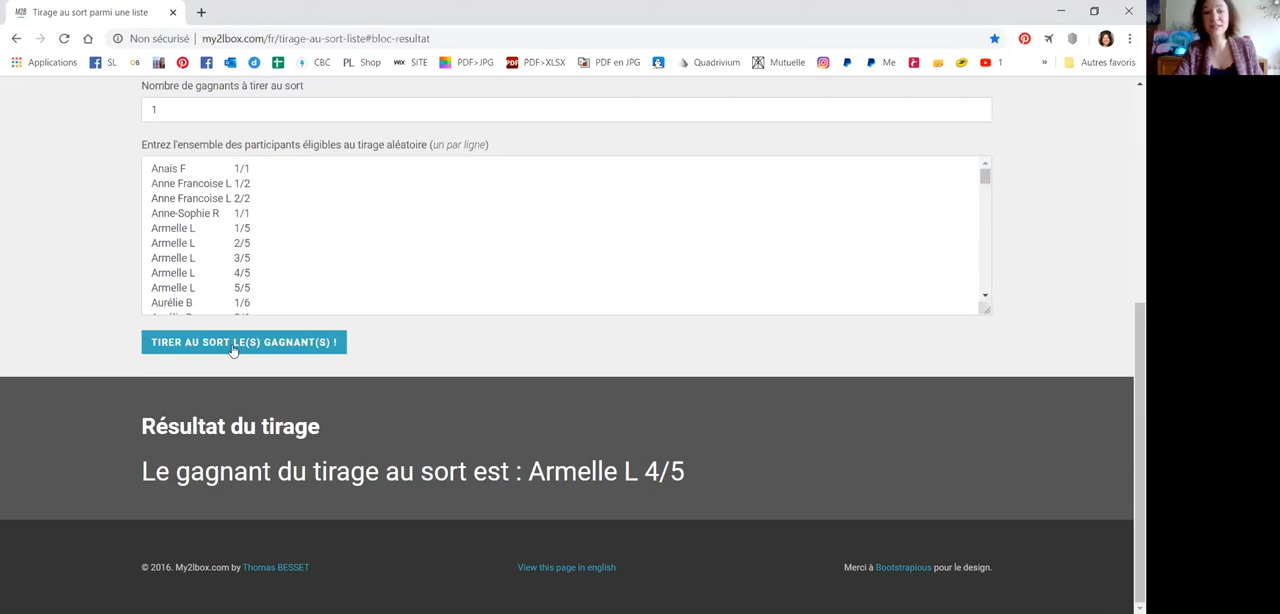 M2B Tirage au sort parmi une liste
Non sécurisé my2lbox.com/fr/tirage-au-sort-liste#bloc-resultat
Applications SL OB CBC PL Shop WIX SITE PDF>JPG PDF PDF>XLSX PDF en JPG Quadrivium Mutuelle Me 1 » Autres favoris
Nombre de gagnants à tirer au sort
1
Entrez l'ensemble des participants éligibles au tirage aléatoire (un par ligne)
Anais F 1/1
Anne Francoise L 1/2
Anne Francoise L 2/2
Anne-Sophie R 1/1
Armelle L 1/5
Armelle L 2/5
Armelle L 3/5
Armelle L 4/5
Armelle L 5/5
Aurélie B 1/6
TIRER AU SORT LE(S) GAGNANT(S) !
Résultat du tirage
Le gagnant du tirage au sort est : Armelle L 4/5
© 2016. My2lbox.com by Thomas BESSET View this page in english Merci à Bootstrapious pour le design.